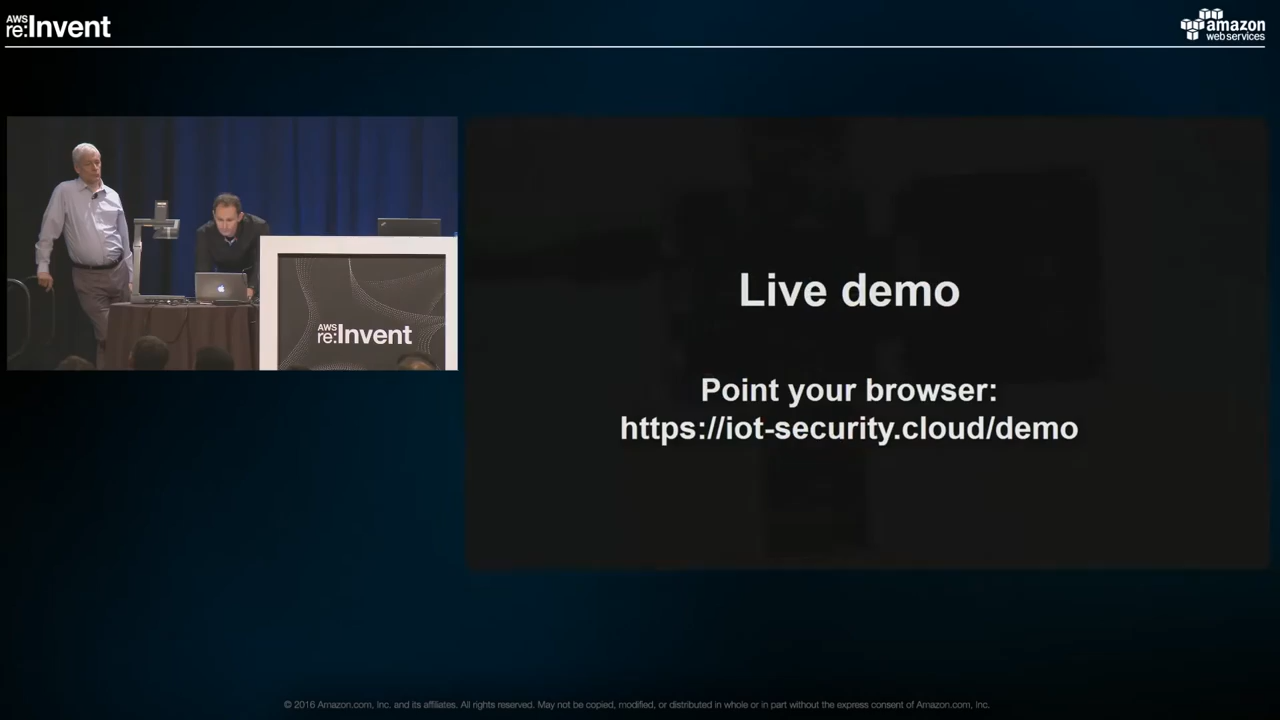 AWS
re:Invent
amazon
web services
AWS
re:Invent
Live demo
Point your browser:
https://iot-security.cloud/demo
© 2016 Amazon.com, Inc. and its affiliates. All rights reserved. May not be copied, modified, or distributed in whole or in part without the express consent of Amazon.com, Inc.